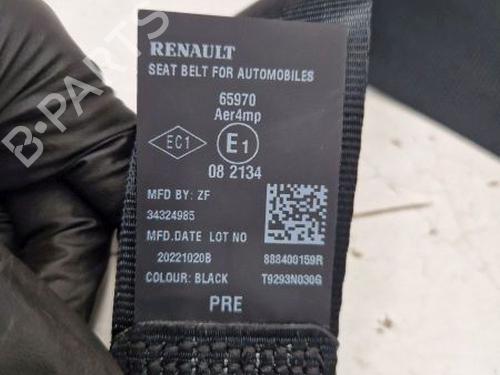 RENAULT
SEAT BELT FOR AUTOMOBILES
65970
Aer4mp
EC1 E1
08 2134
MFD BY: ZF
34324985
MFD.DATE LOT NO
20221020B 888400159R
COLOUR: BLACK T9293N030G
PRE